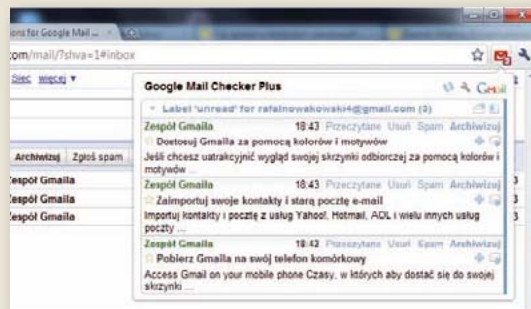 ons for Google Mail ...
om/mail/?shva=1#inbox
Sieć więcej ▼
Google Mail Checker Plus
Gmail
Label 'unread' for rafalnowakowski4@gmail.com (3)
Zespół Gmaila 18:43 Przeczytane Usuń Spam Archiwizuj
Dostosuj Gmaila za pomocą kolorów i motywów
Jeśli chcesz uatrakcyjnić wygląd swojej skrzynki odbiorczej za pomocą kolorów i
motywów ...
Zespół Gmaila 18:43 Przeczytane Usuń Spam Archiwizuj
Zaimportuj swoje kontakty i starą pocztę e-mail
Importuj kontakty i pocztę z usług Yahoo!, Hotmail, AOL i wielu innych usług
poczty ...
Zespół Gmaila 18:42 Przeczytane Usuń Spam Archiwizuj
Pobierz Gmaila na swój telefon komórkowy
Access Gmail on your mobile phone Czasy, w których aby dostać się do swojej
skrzynki ...
Archiwizuj Zgłoś spam
Zespół Gmaila
Zespół Gmaila
Zespół Gmaila